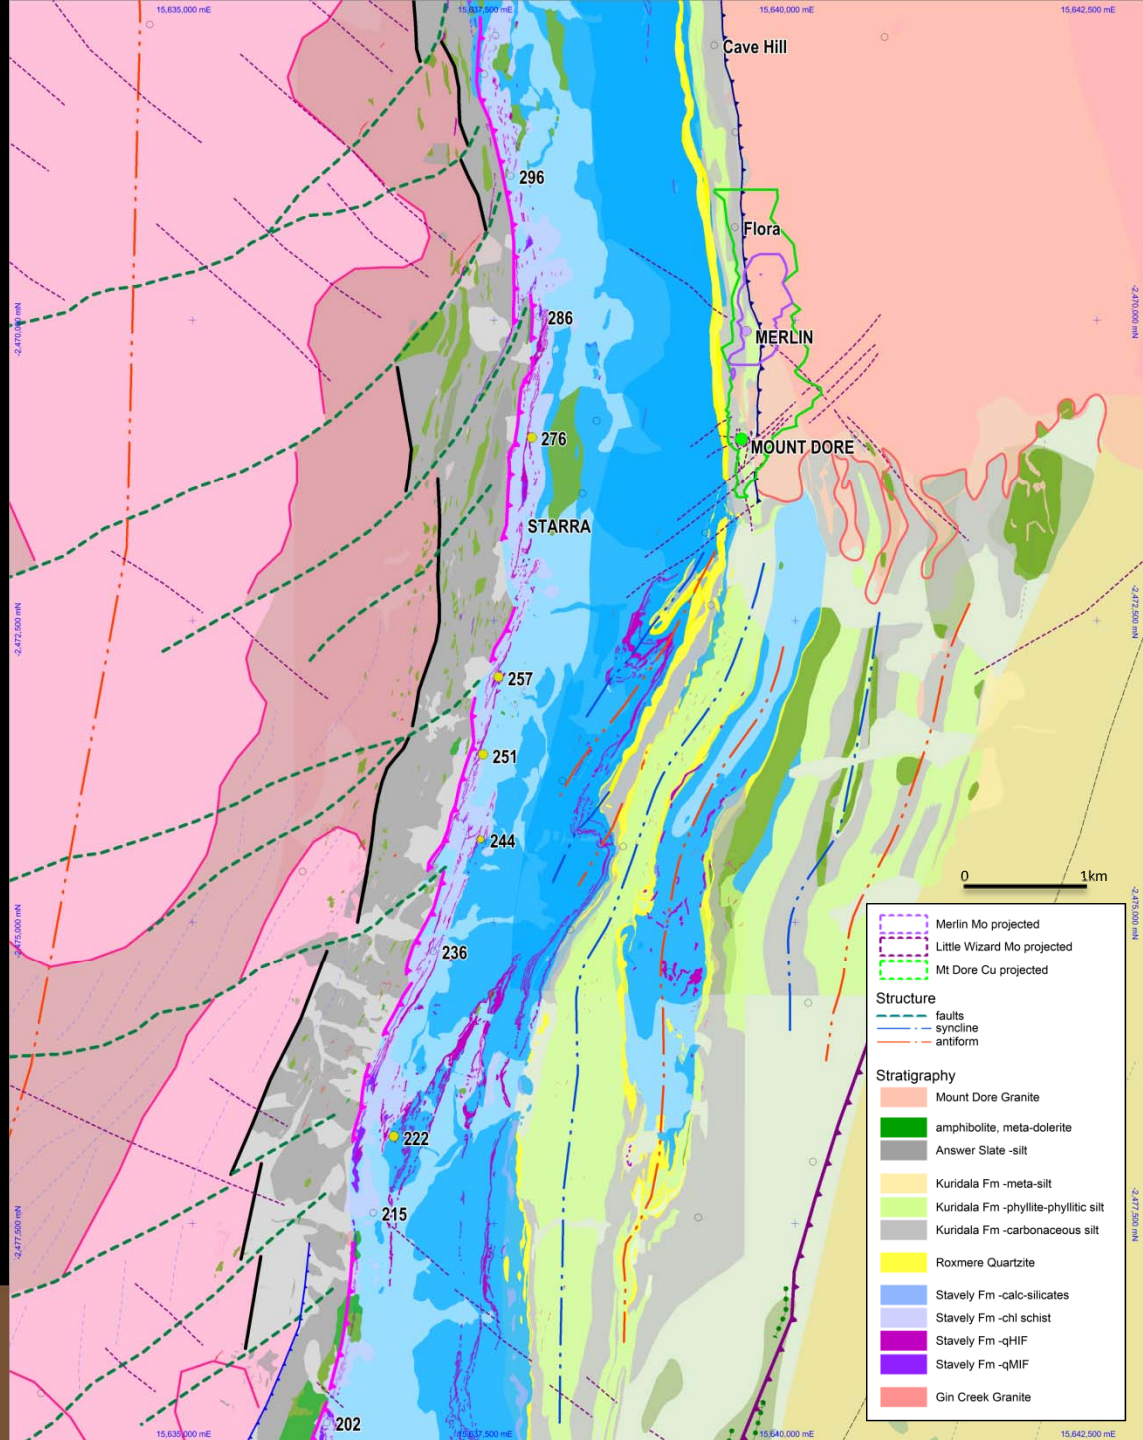 15,635,000 mE
15,637,500 mE
15,640,000 mE
15,642,500 mE
Cave Hill
296
Flora
-2,470,000 mN
-2,470,000 mN
286
MERLIN
276
MOUNT DORE
STARRA
-2,472,500 mN
-2,472,500 mN
257
251
244
0 1km
-2,475,000 mN
-2,475,000 mN
236
Merlin Mo projected
Little Wizard Mo projected
Mt Dore Cu projected
Structure
faults
syncline
antiform
Stratigraphy
Mount Dore Granite
amphibolite, meta-dolerite
Answer Slate -silt
Kuridala Fm -meta-silt
Kuridala Fm -phyllite-phyllitic silt
Kuridala Fm -carbonaceous silt
Roxmere Quartzite
Stavely Fm -calc-silicates
Stavely Fm -chl schist
Stavely Fm -qHIF
Stavely Fm -qMIF
Gin Creek Granite
222
215
-2,477,500 mN
-2,477,500 mN
202
15,635,000 mE
15,637,500 mE
15,640,000 mE
15,642,500 mE